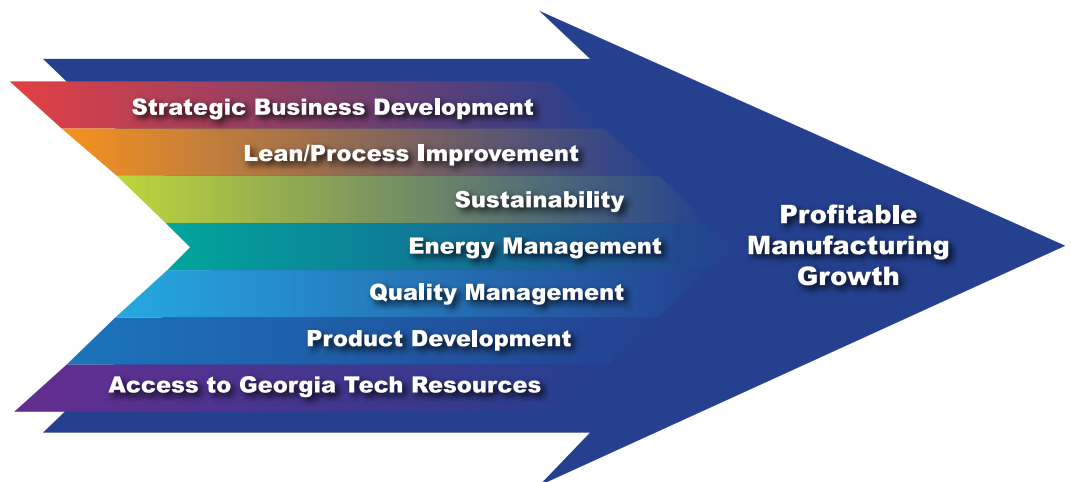 Strategic Business Development
Lean/Process Improvement
Sustainability
Energy Management
Quality Management
Product Development
Access to Georgia Tech Resources
Profitable
Manufacturing
Growth